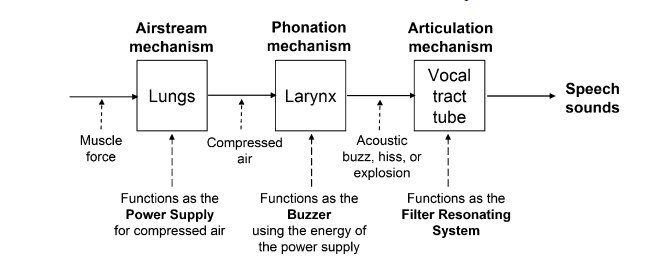 Airstream
mechanism
Phonation
mechanism
Articulation
mechanism
Lungs
Larynx
Vocal
tract
tube
Speech
sounds
Muscle
force
Compressed
air
Acoustic
buzz, hiss, or
explosion
Functions as the
Power Supply
for compressed air
Functions as the
Buzzer
using the energy of
the power supply
Functions as the
Filter Resonating
System